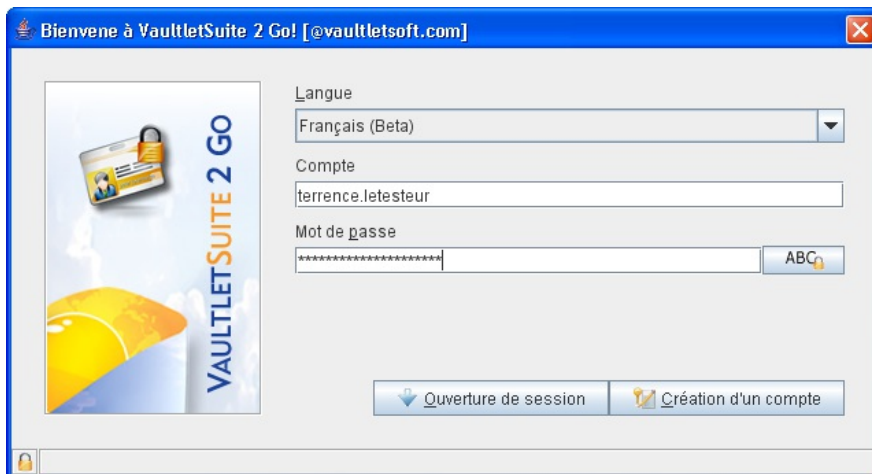 Bienvene à VaultletSuite 2 Go! [@vaultletsoft.com]
VAULTLETSUITE 2 GO
Langue
Français (Beta)
Compte
terrence.letesteur
Mot de passe
*********************
ABC
Ouverture de session
Création d'un compte